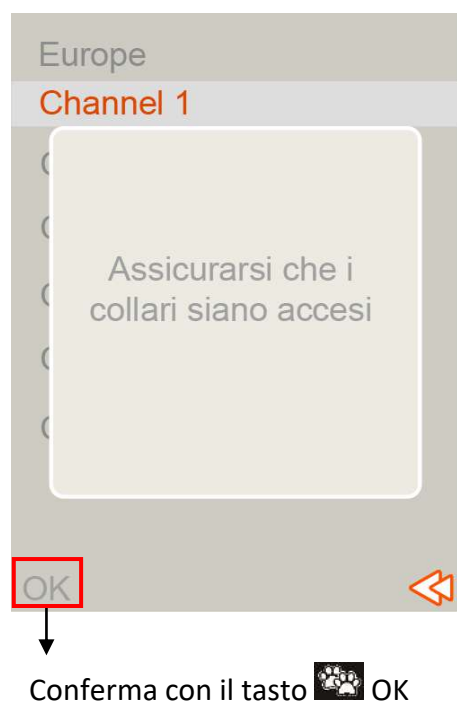 Europe
Channel 1
Assicurarsi che i
collari siano accesi
OK
Conferma con il tasto OK